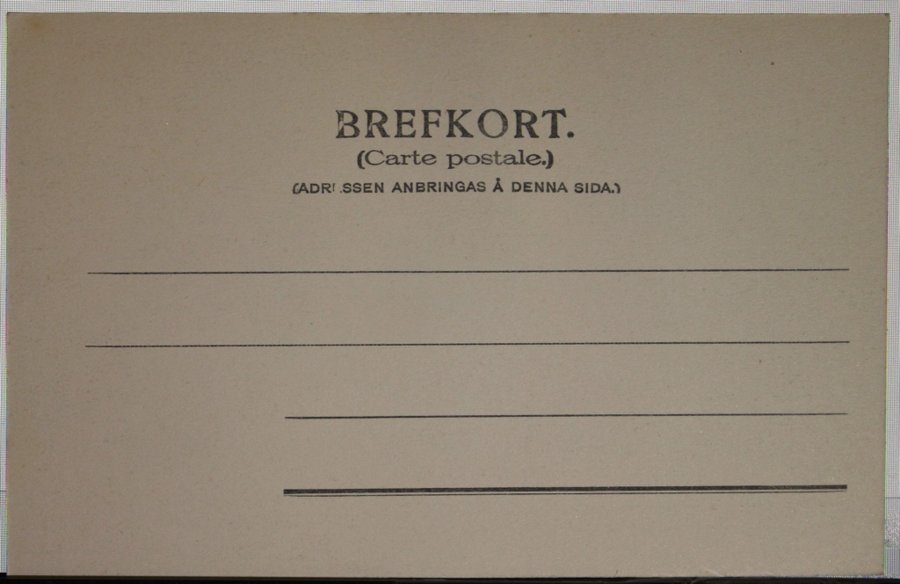 BREFKORT.
(Carte postale.)
(ADRESSEN ANBRINGAS Å DENNA SIDA.)